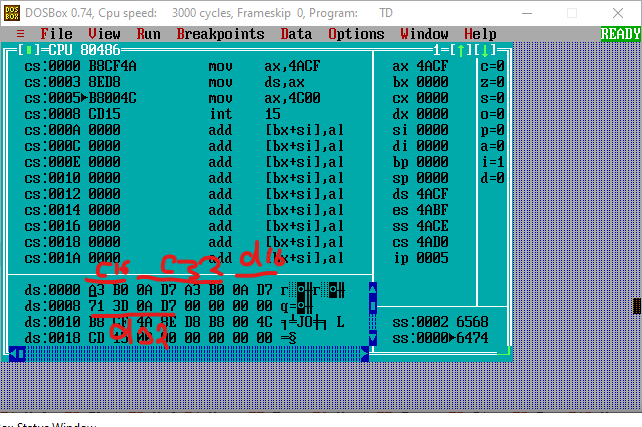 DOSBox 0.74, Cpu speed: 3000 cycles, Frameskip 0, Program: TD
≡ File View Run Breakpoints Data Options Window Help READY
[■]=CPU 80486 1=[↑][↓]
cs:0000 B8CF4A mov ax,4ACF ax 4ACF c=0
cs:0003 8ED8 mov ds,ax bx 0000 z=0
cs:0005►B8004C mov ax,4C00 cx 0000 s=0
cs:0008 CD15 int 15 dx 0000 o=0
cs:000A 0000 add [bx+si],al si 0000 p=0
cs:000C 0000 add [bx+si],al di 0000 a=0
cs:000E 0000 add [bx+si],al bp 0000 i=1
cs:0010 0000 add [bx+si],al sp 0000 d=0
cs:0012 0000 add [bx+si],al ds 4ACF
cs:0014 0000 add [bx+si],al es 4ABF
cs:0016 0000 add [bx+si],al ss 4ACE
cs:0018 0000 add [bx+si],al cs 4AD0
cs:001A 0000 add [bx+si],al ip 0005
ds:0000 A3 B0 0A D7 A3 B0 0A D7
ds:0008 71 3D 0A D7 00 00 00 00 q=
ds:0010 B8 CF 4A 8E D8 B8 00 4C ╕╧JÄ╪╕ L ss:0002 6568
ds:0018 CD 15 00 00 00 00 00 00 ═§ ss:0000►6474
Box Status Window